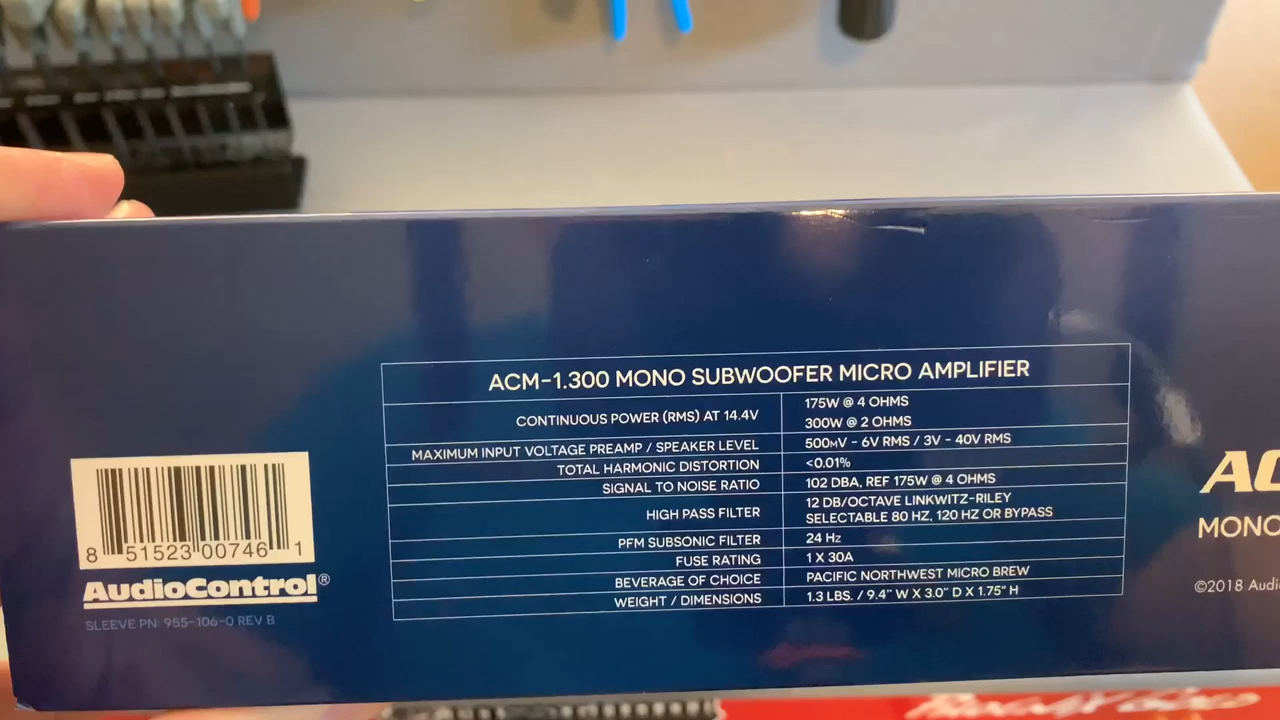 ACM-1.300 MONO SUBWOOFER MICRO AMPLIFIER
CONTINUOUS POWER (RMS) AT 14.4V
175W @ 4 OHMS
300W @ 2 OHMS
MAXIMUM INPUT VOLTAGE PREAMP / SPEAKER LEVEL
500MV - 6V RMS / 3V - 40V RMS
TOTAL HARMONIC DISTORTION
<0.01%
SIGNAL TO NOISE RATIO
102 DBA, REF 175W @ 4 OHMS
HIGH PASS FILTER
12 DB/OCTAVE LINKWITZ-RILEY
SELECTABLE 80 HZ, 120 HZ OR BYPASS
PFM SUBSONIC FILTER
24 Hz
FUSE RATING
1 X 30A
BEVERAGE OF CHOICE
PACIFIC NORTHWEST MICRO BREW
WEIGHT / DIMENSIONS
1.3 LBS. / 9.4" W X 3.0" D X 1.75" H
8 51523 00746 1
AudioControl®
SLEEVE PN: 955-106-0 REV B
AC
MONO
©2018 Audio